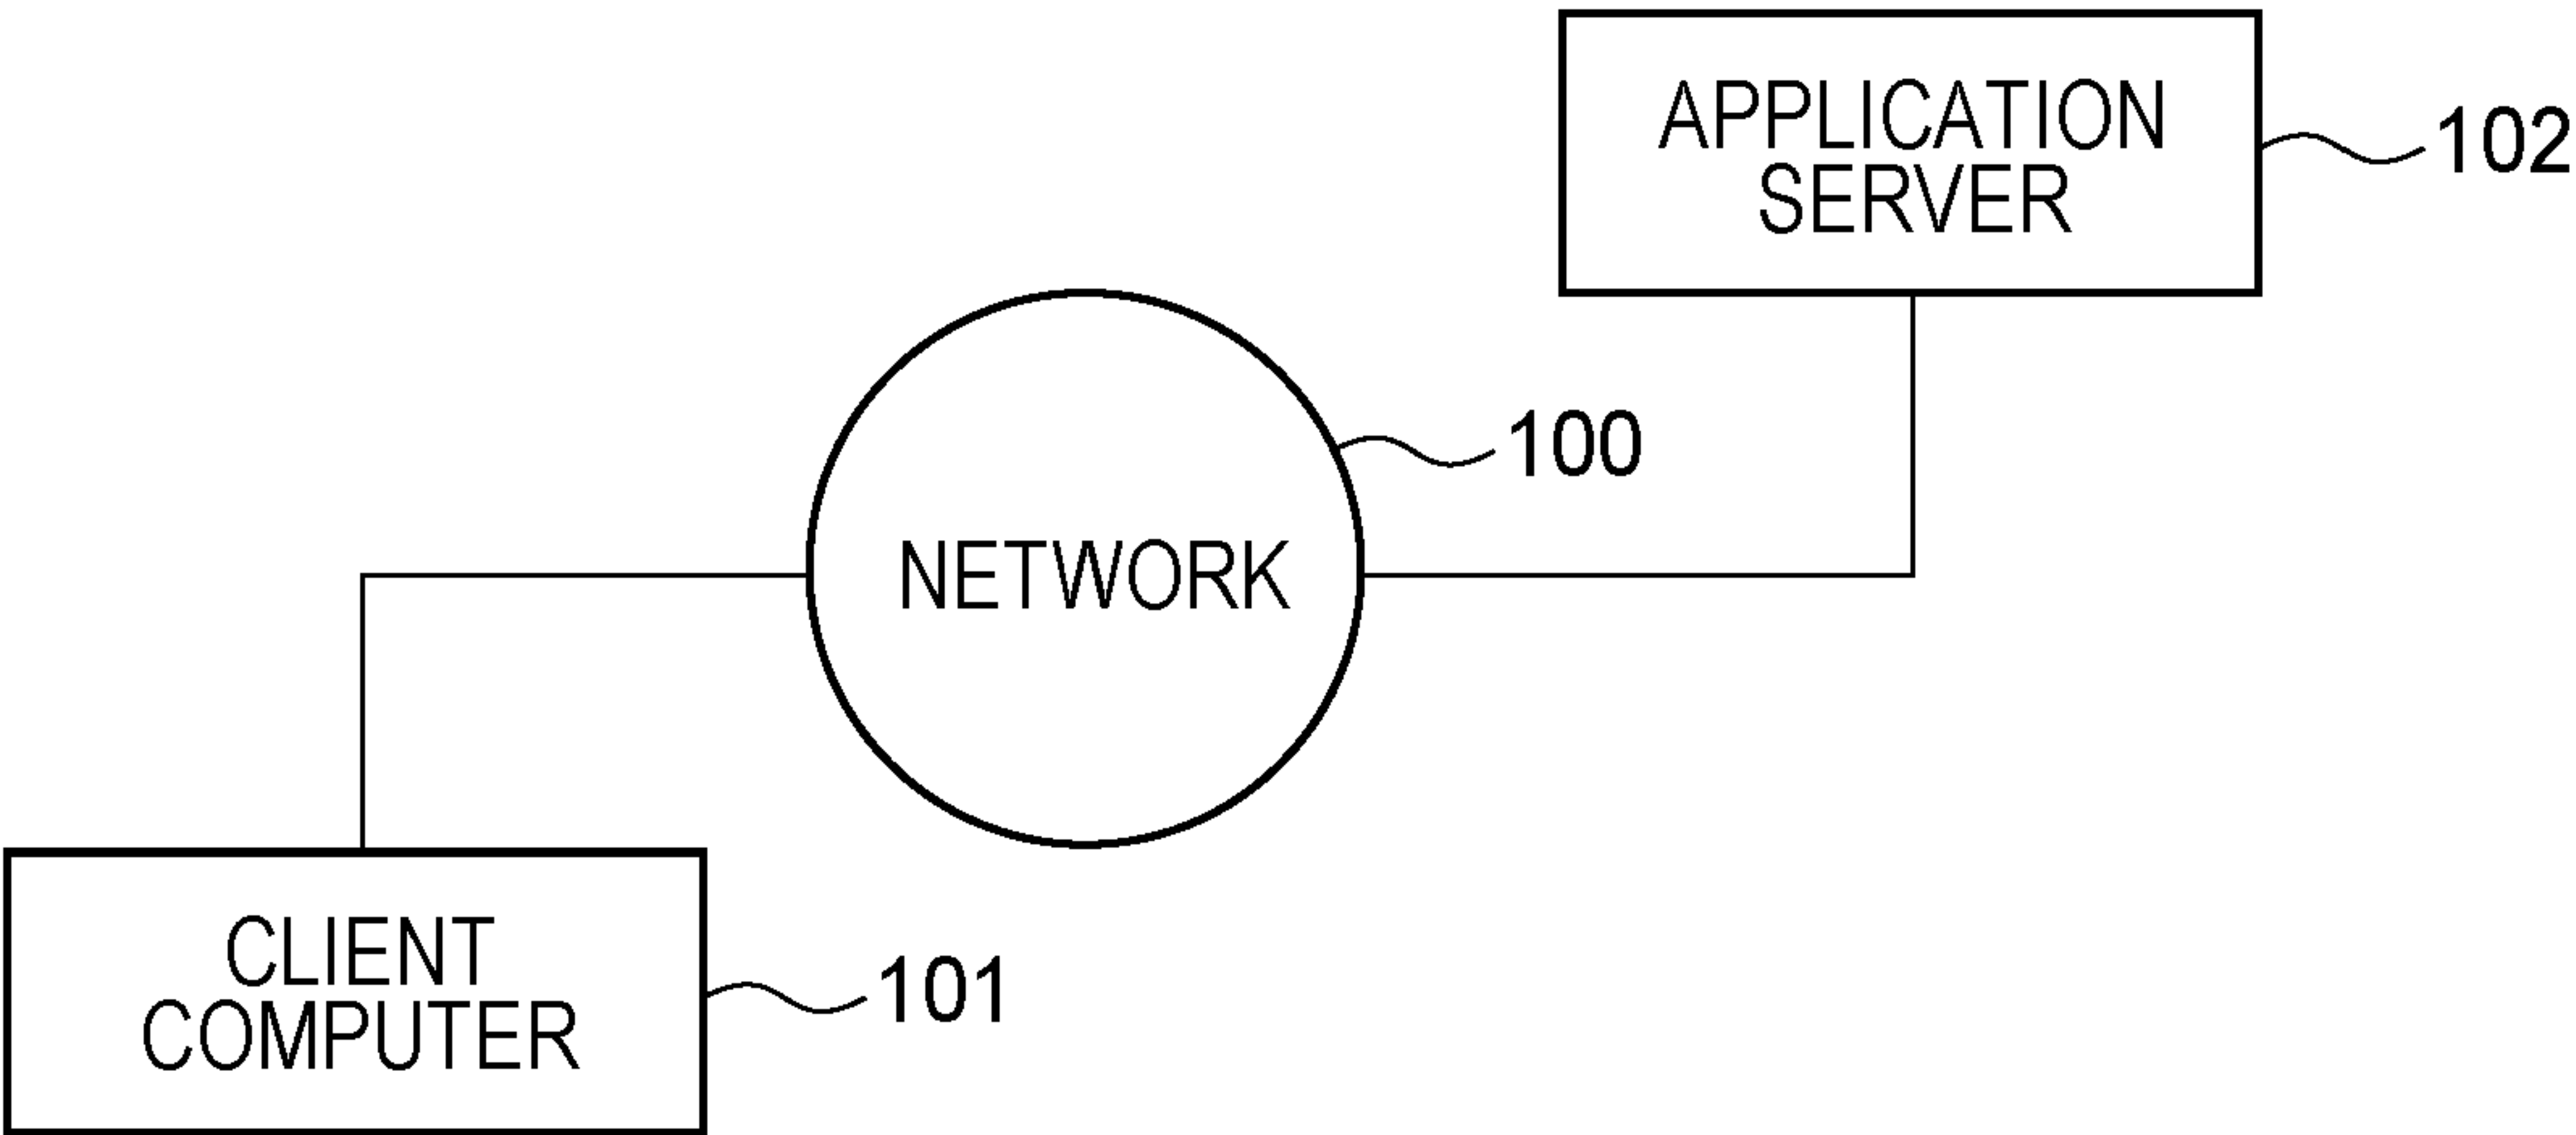 APPLICATION
SERVER
102
100
NETWORK
CLIENT
COMPUTER
101